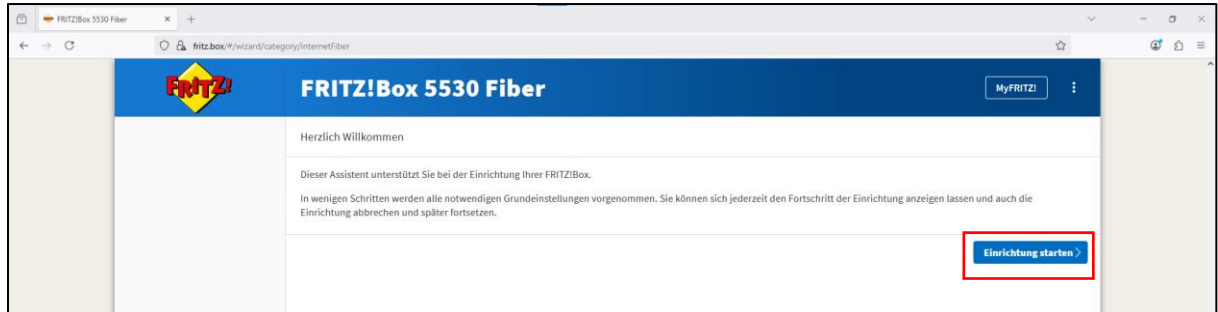 FRITZ!Box 5530 Fiber
fritz.box/#/wizard/category/internetFiber
FRITZ!
FRITZ!Box 5530 Fiber
MyFRITZ!
Herzlich Willkommen
Dieser Assistent unterstützt Sie bei der Einrichtung Ihrer FRITZ!Box.
In wenigen Schritten werden alle notwendigen Grundeinstellungen vorgenommen. Sie können sich jederzeit den Fortschritt der Einrichtung anzeigen lassen und auch die
Einrichtung abbrechen und später fortsetzen.
Einrichtung starten